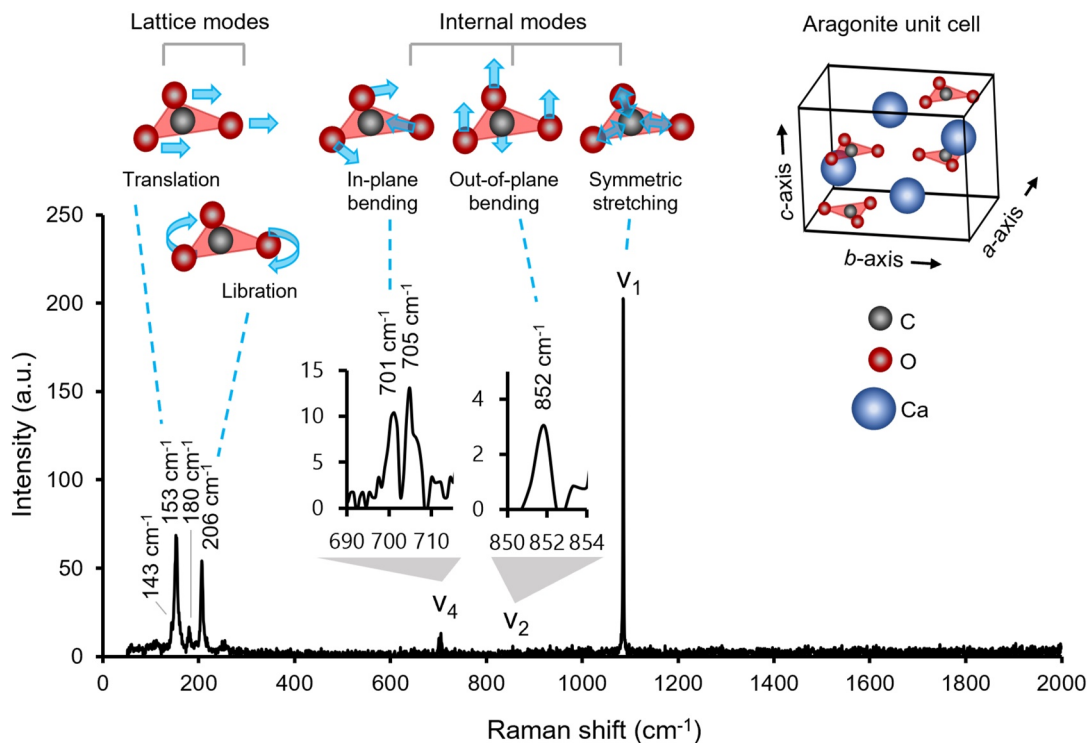 Lattice modes
Internal modes
Aragonite unit cell
Translation
Libration
In-plane
bending
Out-of-plane
bending
Symmetric
stretching
c-axis
b-axis
a-axis
C
O
Ca
Intensity (a.u.)
250
200
150
100
50
0
143 cm⁻¹
153 cm⁻¹
180 cm⁻¹
206 cm⁻¹
701 cm⁻¹
705 cm⁻¹
15
10
5
0
690 700 710
852 cm⁻¹
4
2
0
850 852 854
v₄
v₂
v₁
0 200 400 600 800 1000 1200 1400 1600 1800 2000
Raman shift (cm⁻¹)